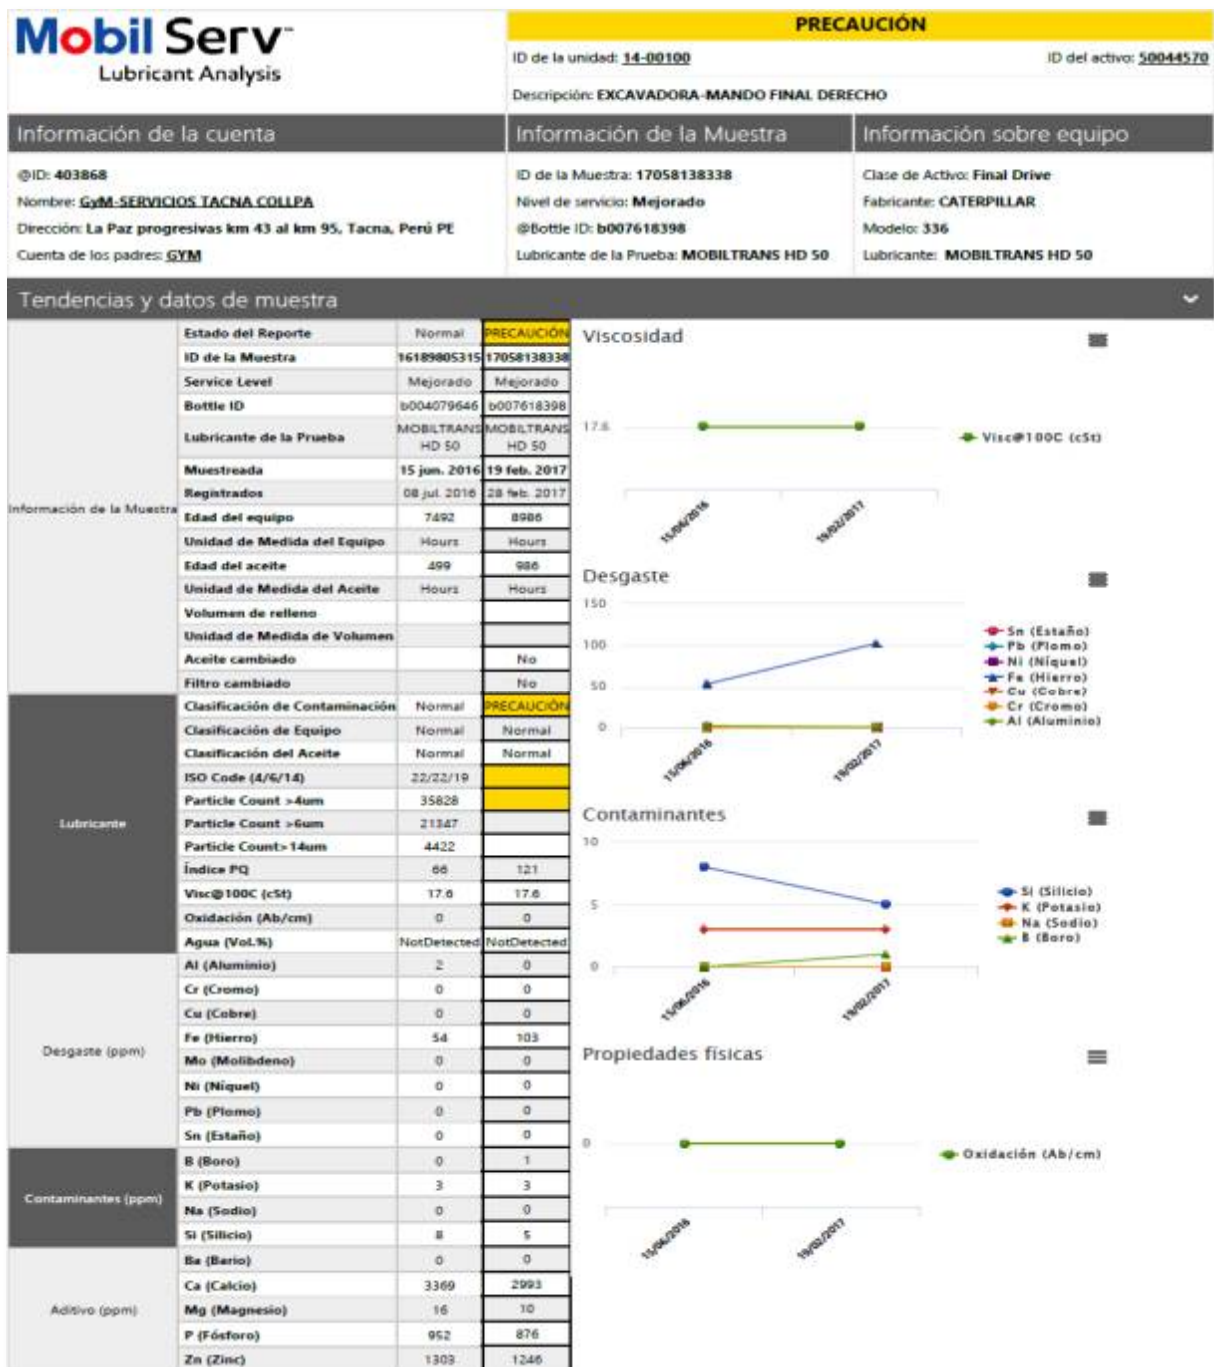 Mobil Serv™
Lubricant Analysis
PRECAUCIÓN
ID de la unidad: 14-00100 ID del activo: 50044570
Descripción: EXCAVADORA-MANDO FINAL DERECHO
Información de la cuenta
@ID: 403868
Nombre: GyM-SERVICIOS TACNA COLLPA
Dirección: La Paz progresivas km 43 al km 95, Tacna, Perú PE
Cuenta de los padres: GYM
Información de la Muestra
ID de la Muestra: 17058138338
Nivel de servicio: Mejorado
@Bottle ID: b007618398
Lubricante de la Prueba: MOBILTRANS HD 50
Información sobre equipo
Clase de Activo: Final Drive
Fabricante: CATERPILLAR
Modelo: 336
Lubricante: MOBILTRANS HD 50
Tendencias y datos de muestra
Información de la Muestra
Estado del Reporte Normal PRECAUCIÓN
ID de la Muestra 16189805315 17058138338
Service Level Mejorado Mejorado
Bottle ID b004079646 b007618398
Lubricante de la Prueba MOBILTRANS HD 50 MOBILTRANS HD 50
Muestreada 15 jun. 2016 19 feb. 2017
Registrados 08 jul. 2016 28 feb. 2017
Edad del equipo 7492 8986
Unidad de Medida del Equipo Hours Hours
Edad del aceite 499 986
Unidad de Medida del Aceite Hours Hours
Volumen de relleno
Unidad de Medida de Volumen
Aceite cambiado No
Filtro cambiado No
Lubricante
Clasificación de Contaminación Normal PRECAUCIÓN
Clasificación de Equipo Normal Normal
Clasificación del Aceite Normal Normal
ISO Code (4/6/14) 22/22/19
Particle Count >4um 35828
Particle Count >6um 21347
Particle Count>14um 4422
Índice PQ 66 121
Visc@100C (cSt) 17.6 17.6
Oxidación (Ab/cm) 0 0
Agua (Vol.%) NotDetected NotDetected
Desgaste (ppm)
Al (Aluminio) 2 0
Cr (Cromo) 0 0
Cu (Cobre) 0 0
Fe (Hierro) 54 103
Mo (Molibdeno) 0 0
Ni (Níquel) 0 0
Pb (Plomo) 0 0
Sn (Estaño) 0 0
Contaminantes (ppm)
B (Boro) 0 1
K (Potasio) 3 3
Na (Sodio) 0 0
Si (Silicio) 8 5
Aditivo (ppm)
Ba (Bario) 0 0
Ca (Calcio) 3369 2993
Mg (Magnesio) 16 10
P (Fósforo) 952 876
Zn (Zinc) 1303 1246
Viscosidad
17.6
Visc@100C (cSt)
15/06/2016 19/02/2017
Desgaste
150
100
50
0
Sn (Estaño)
Pb (Plomo)
Ni (Níquel)
Fe (Hierro)
Cu (Cobre)
Cr (Cromo)
Al (Aluminio)
15/06/2016 19/02/2017
Contaminantes
10
5
0
Si (Silicio)
K (Potasio)
Na (Sodio)
B (Boro)
15/06/2016 19/02/2017
Propiedades físicas
0
Oxidación (Ab/cm)
15/06/2016 19/02/2017